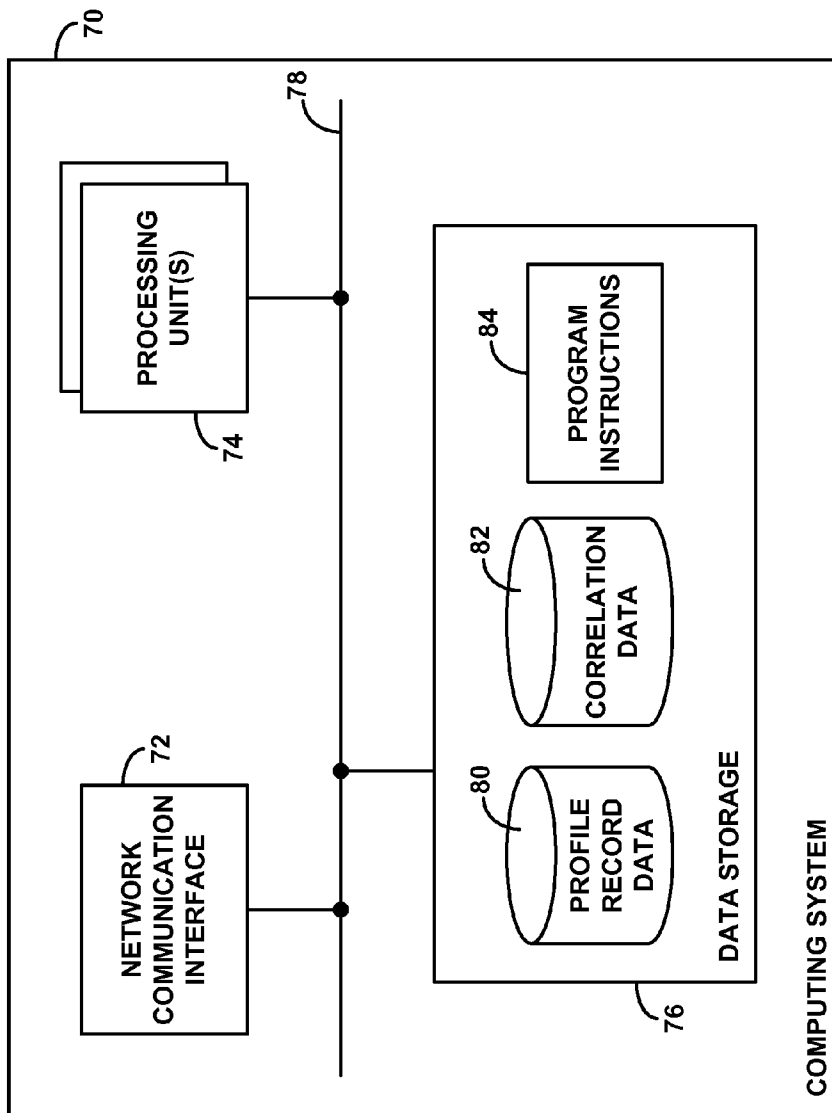 70
NETWORK
COMMUNICATION
INTERFACE
72
PROCESSING
UNIT(S)
74
78
PROFILE
RECORD
DATA
80
CORRELATION
DATA
82
PROGRAM
INSTRUCTIONS
84
DATA STORAGE
76
COMPUTING SYSTEM